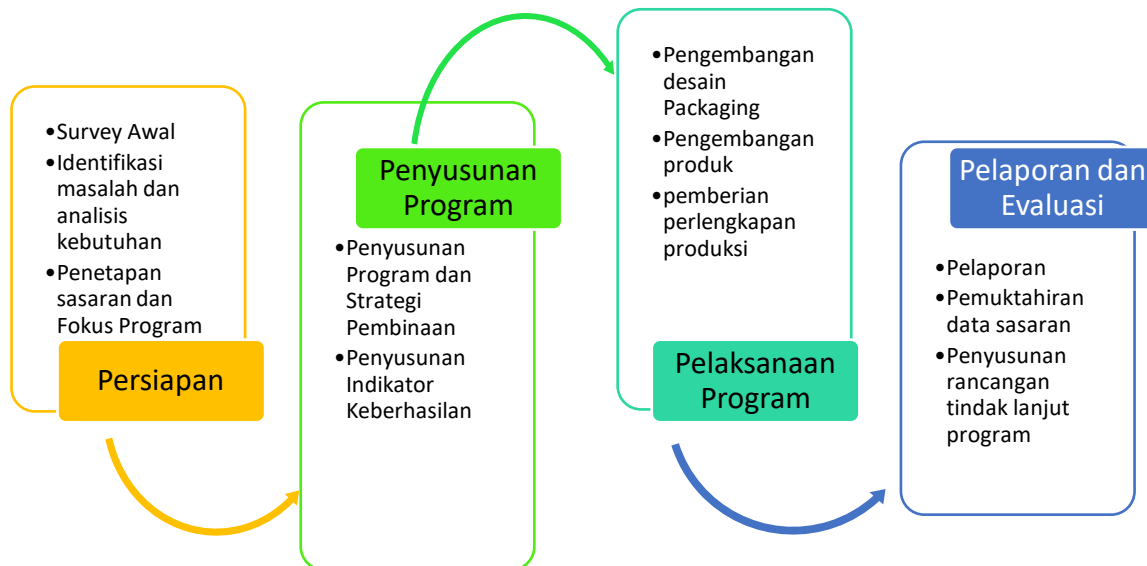 •Survey Awal
•Identifikasi
masalah dan
analisis
kebutuhan
•Penetapan
sasaran dan
Fokus Program
Persiapan
Penyusunan
Program
•Penyusunan
Program dan
Strategi
Pembinaan
•Penyusunan
Indikator
Keberhasilan
•Pengembangan
desain
Packaging
•Pengembangan
produk
•pemberian
perlengkapan
produksi
Pelaksanaan
Program
Pelaporan dan
Evaluasi
•Pelaporan
•Pemuktahiran
data sasaran
•Penyusunan
rancangan
tindak lanjut
program